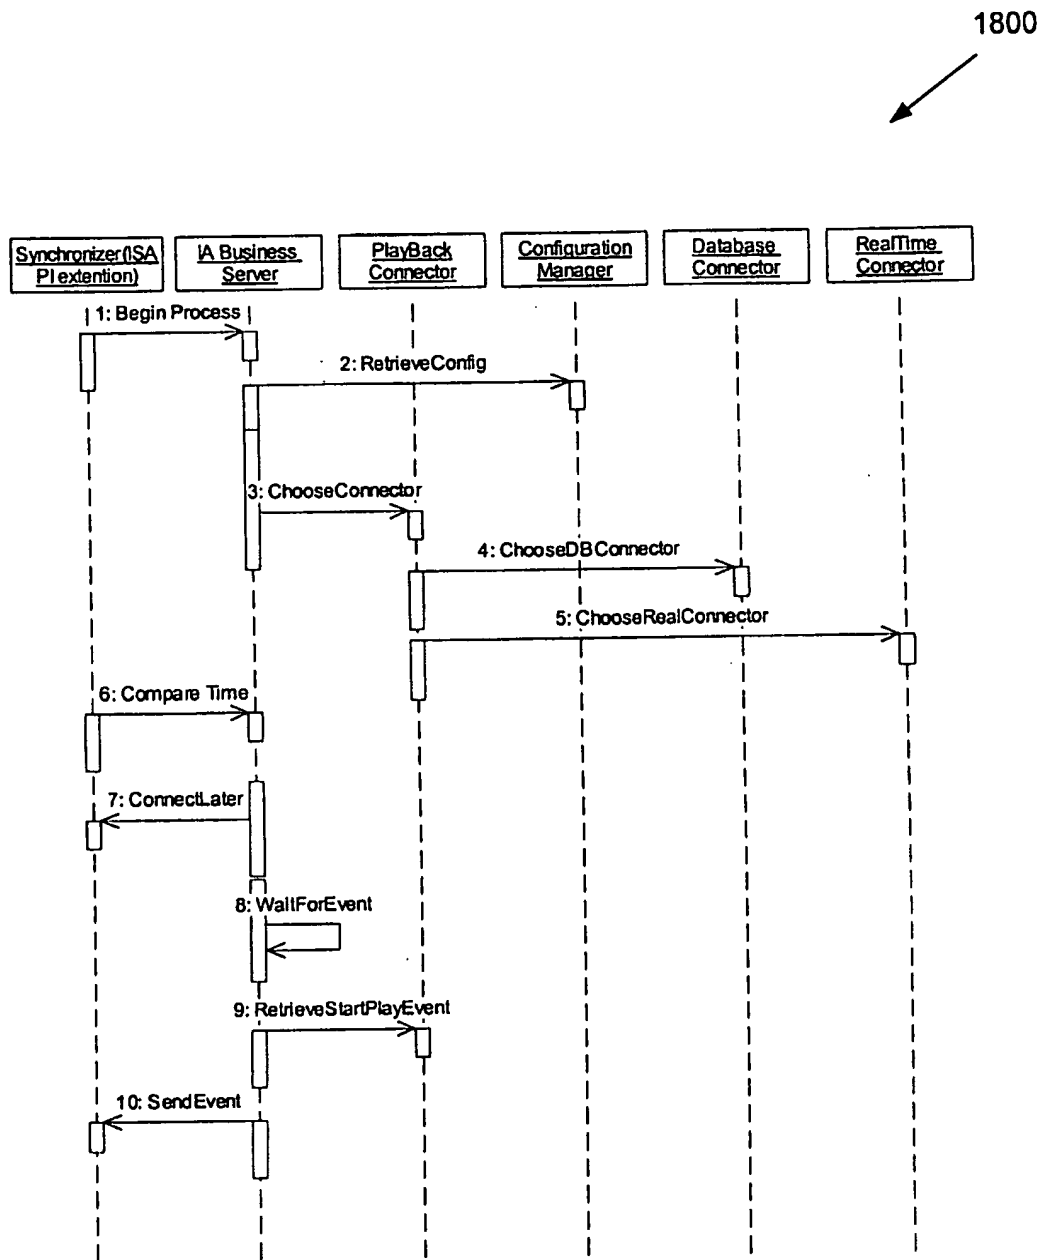 1800
Synchronizer(ISA
PI extention)
IA Business
Server
PlayBack
Connector
Configuration
Manager
Database
Connector
RealTime
Connector
1: Begin Process
2: RetrieveConfig
3: ChooseConnector
4: ChooseDBConnector
5: ChooseRealConnector
6: Compare Time
7: ConnectLater
8: WaitForEvent
9: RetrieveStartPlayEvent
10: SendEvent